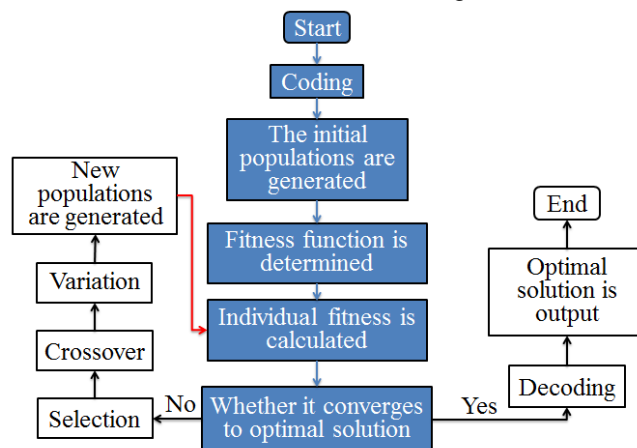 Start
Coding
The initial
populations are
generated
Fitness function is
determined
Individual fitness is
calculated
Whether it converges
to optimal solution
No
Selection
Crossover
Variation
New
populations
are generated
Yes
Decoding
Optimal
solution is
output
End